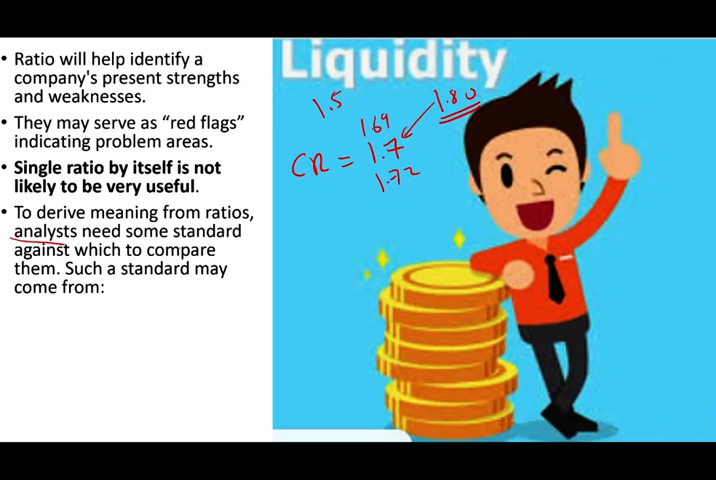 • Ratio will help identify a
company's present strengths
and weaknesses.
• They may serve as “red flags”
indicating problem areas.
• Single ratio by itself is not
likely to be very useful.
• To derive meaning from ratios,
analysts need some standard
against which to compare
them. Such a standard may
come from:
Liquidity
1.5
1.80
1.69
CR = 1.7
1.72